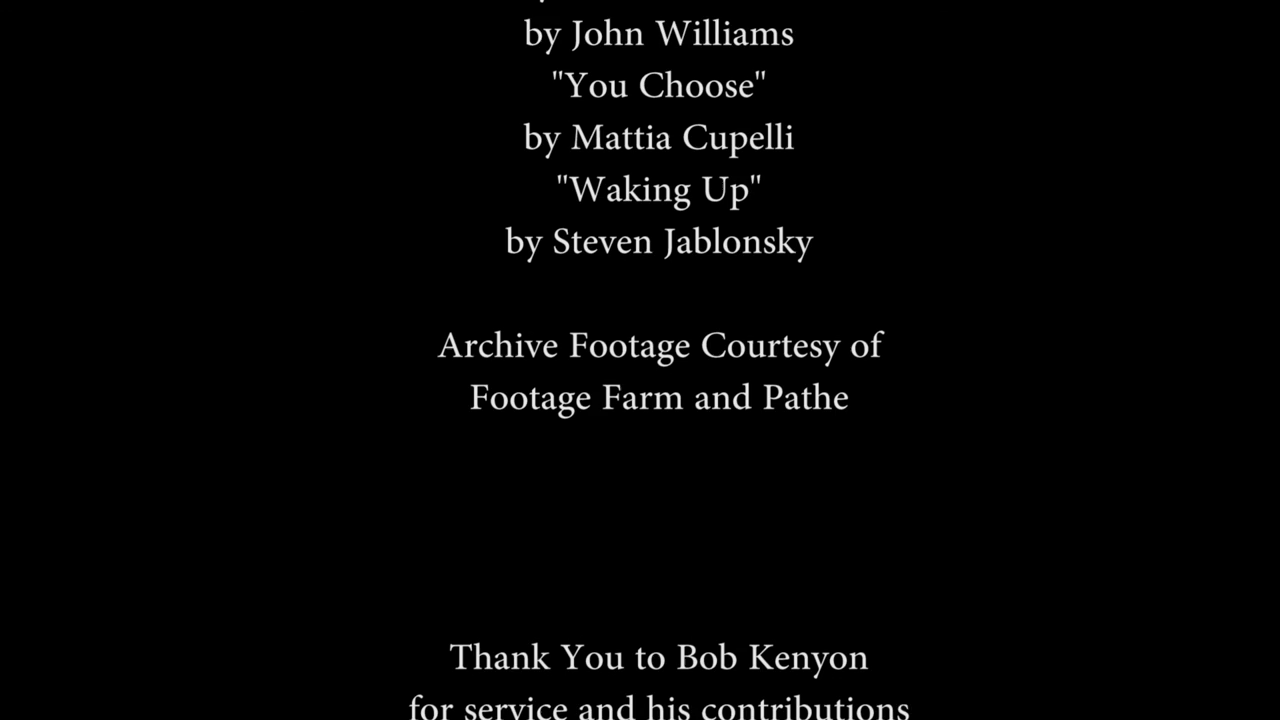 by John Williams
"You Choose"
by Mattia Cupelli
"Waking Up"
by Steven Jablonsky
Archive Footage Courtesy of
Footage Farm and Pathe
Thank You to Bob Kenyon
for service and his contributions